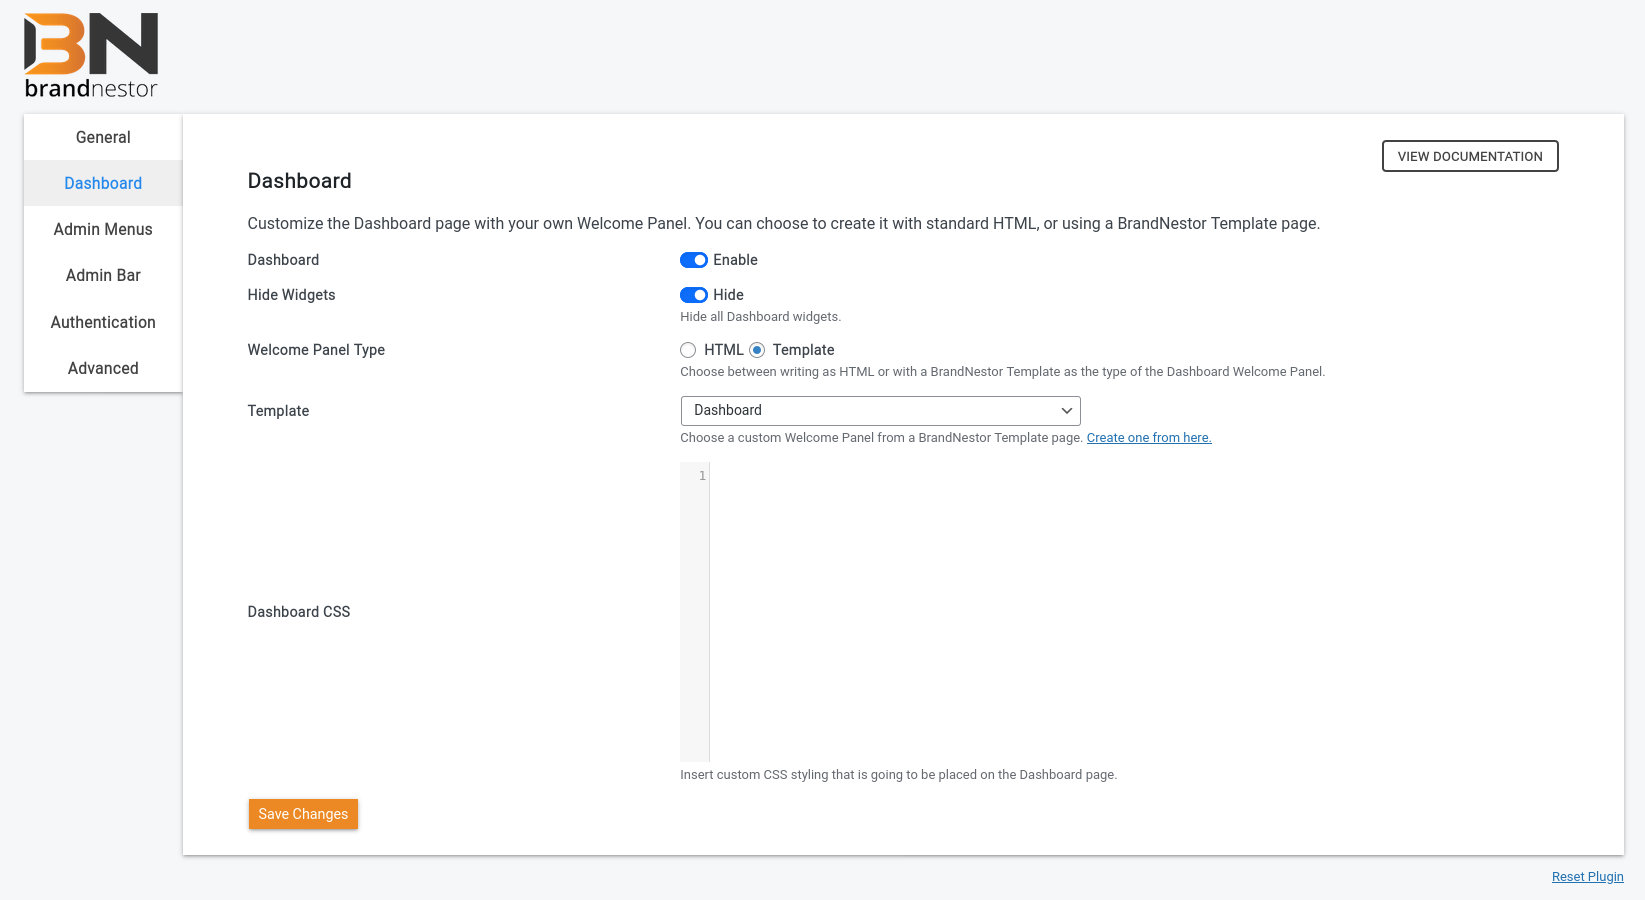 BN
brandnestor
General
Dashboard
Admin Menus
Admin Bar
Authentication
Advanced
VIEW DOCUMENTATION
Dashboard
Customize the Dashboard page with your own Welcome Panel. You can choose to create it with standard HTML, or using a BrandNestor Template page.
Dashboard Enable
Hide Widgets Hide
Hide all Dashboard widgets.
Welcome Panel Type HTML Template
Choose between writing as HTML or with a BrandNestor Template as the type of the Dashboard Welcome Panel.
Template Dashboard
Choose a custom Welcome Panel from a BrandNestor Template page. Create one from here.
1
Dashboard CSS
Insert custom CSS styling that is going to be placed on the Dashboard page.
Save Changes
Reset Plugin